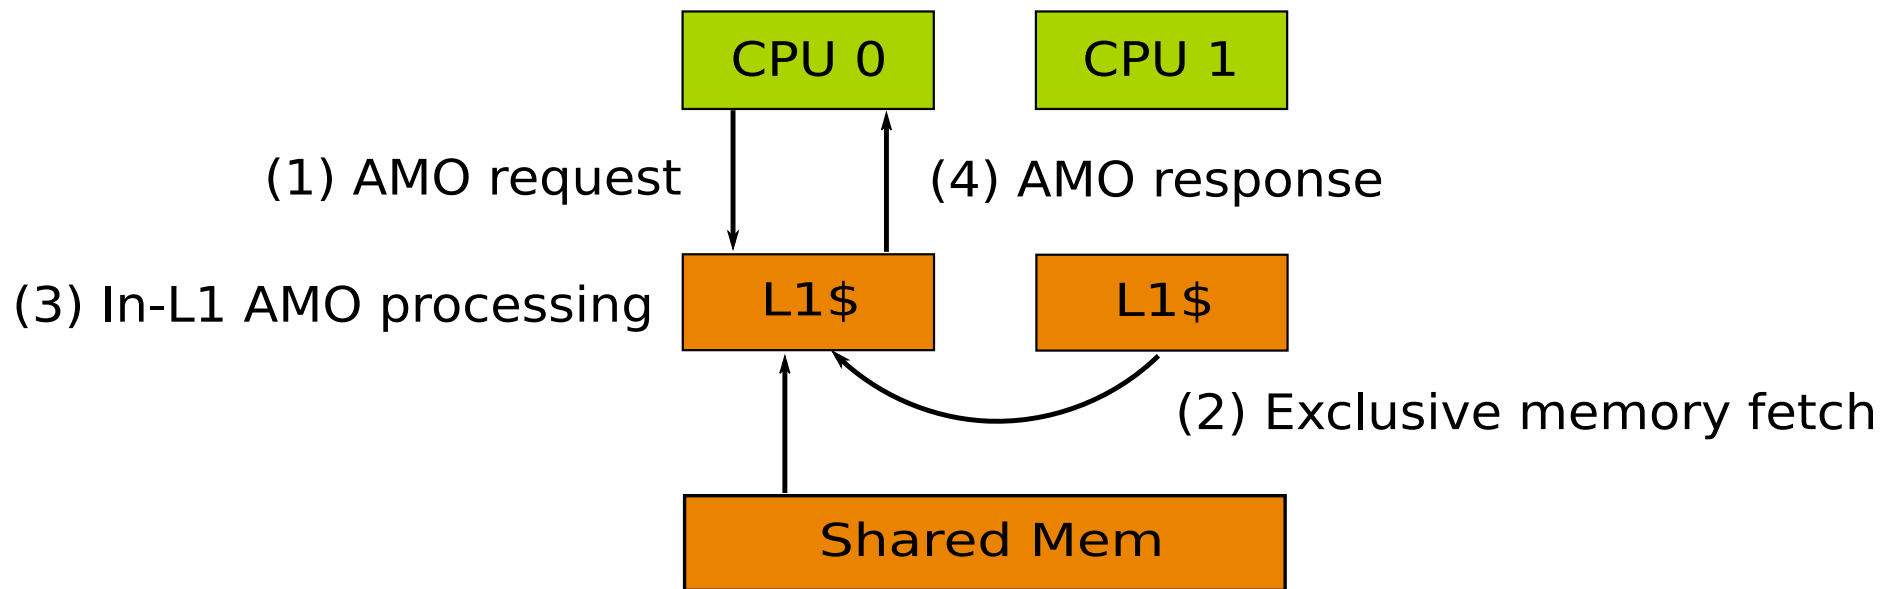 CPU 0
CPU 1
(1) AMO request
(4) AMO response
(3) In-L1 AMO processing
L1$
L1$
(2) Exclusive memory fetch
Shared Mem